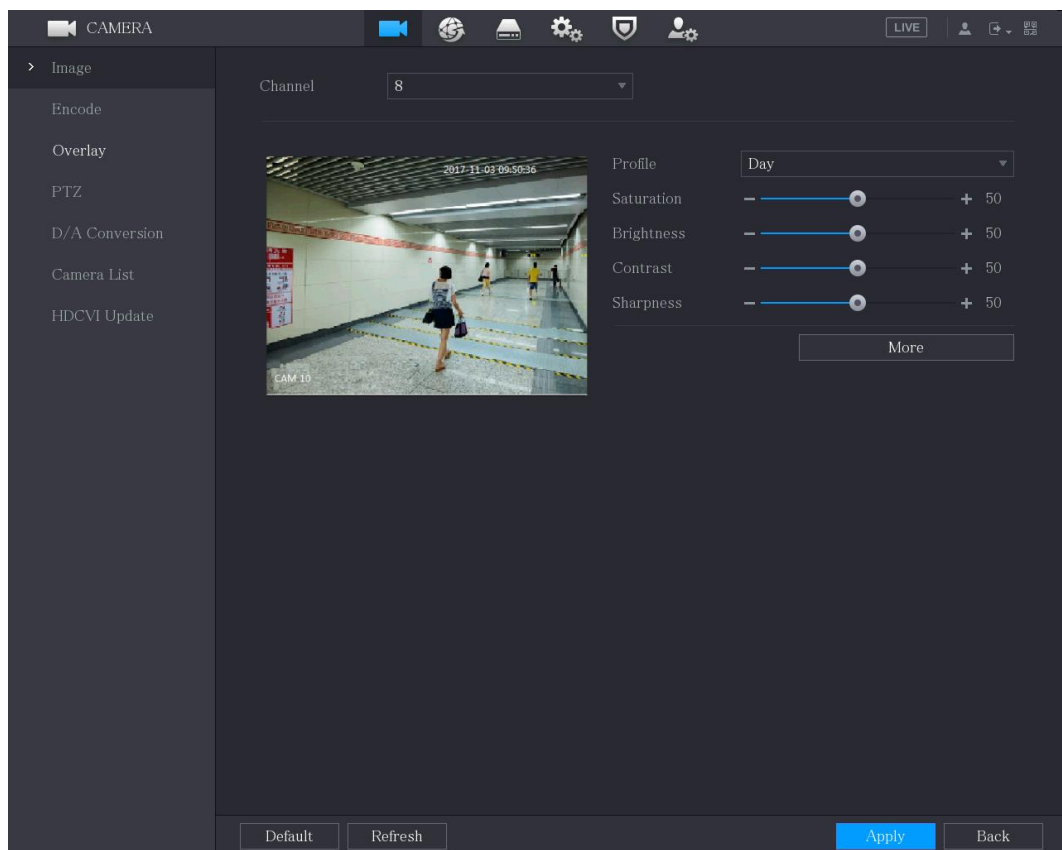 CAMERA
LIVE
Image
Encode
Overlay
PTZ
D/A Conversion
Camera List
HDCVI Update
Channel 8
2017-11-03 09:50:36
CAM 10
Profile Day
Saturation - + 50
Brightness - + 50
Contrast - + 50
Sharpness - + 50
More
Default Refresh Apply Back